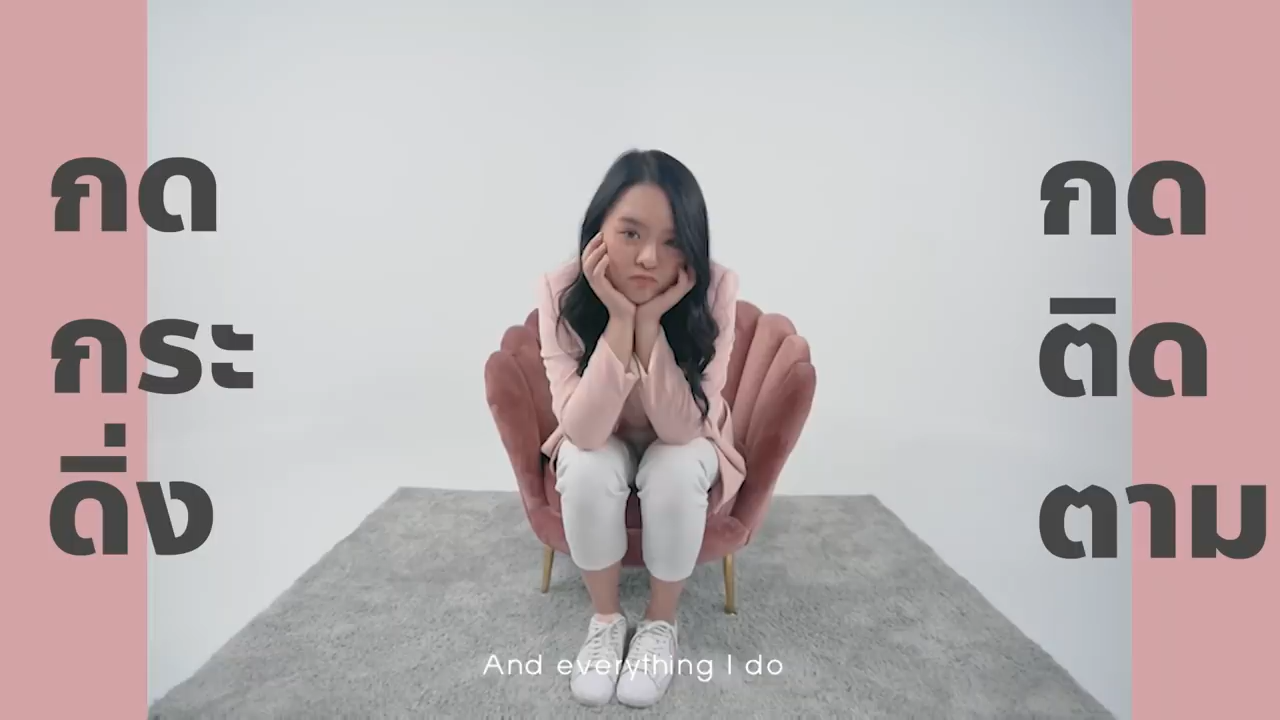 กด
กระ
ดิ่ง
กด
ติด
ตาม
And everything I do